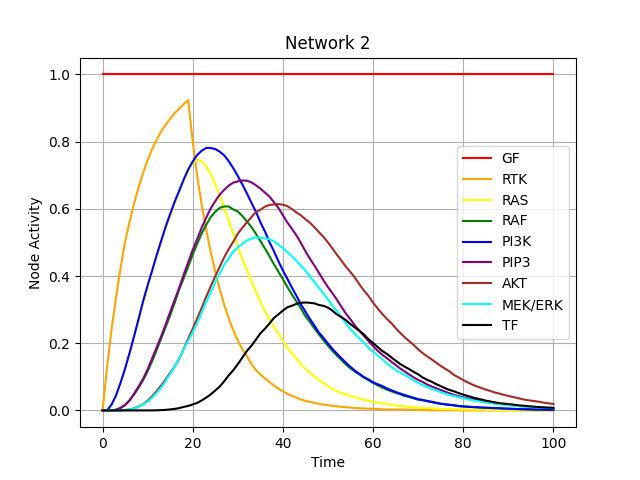 Network 2
Node Activity
1.0
0.8
0.6
0.4
0.2
0.0
GF
RTK
RAS
RAF
PI3K
PIP3
AKT
MEK/ERK
TF
0 20 40 60 80 100
Time